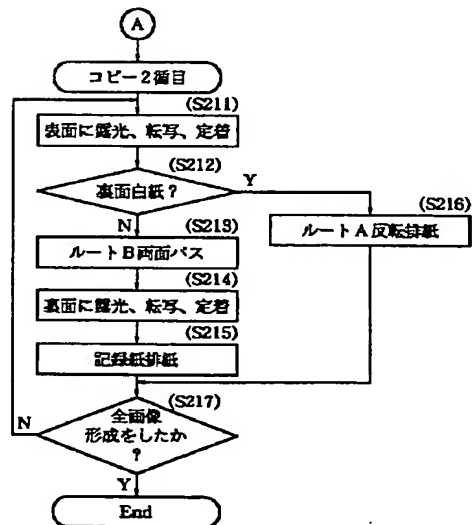 A
コピー2循目
(S211)
表面に露光、転写、定着
(S212)
裏面白紙?
Y
N
(S213)
(S216)
ルートB両面パス
ルートA反転排紙
(S214)
裏面に露光、転写、定着
(S215)
記録紙排紙
(S217)
全画像
形成をしたか
?
N
Y
End